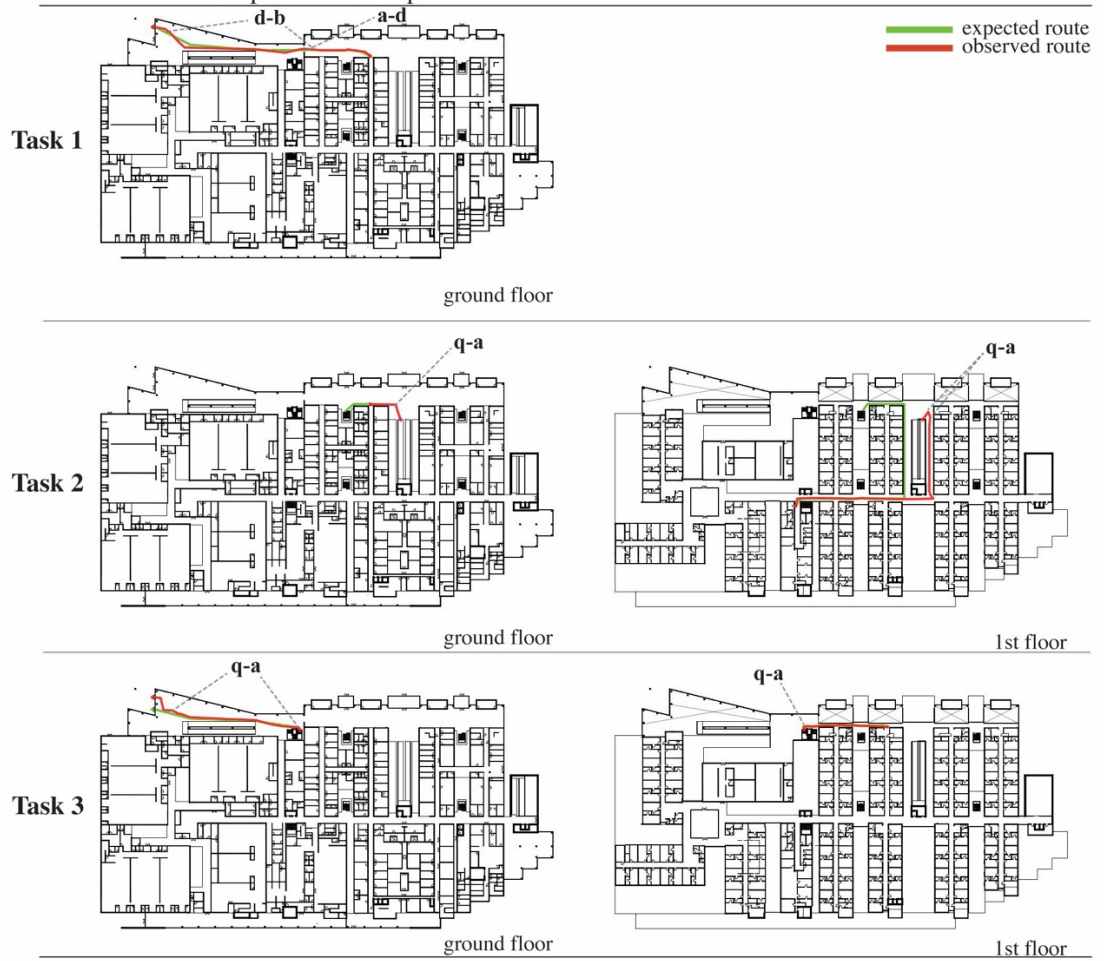 d-b
a-d
expected route
observed route
Task 1
ground floor
q-a
q-a
Task 2
ground floor
1st floor
q-a
q-a
Task 3
ground floor
1st floor